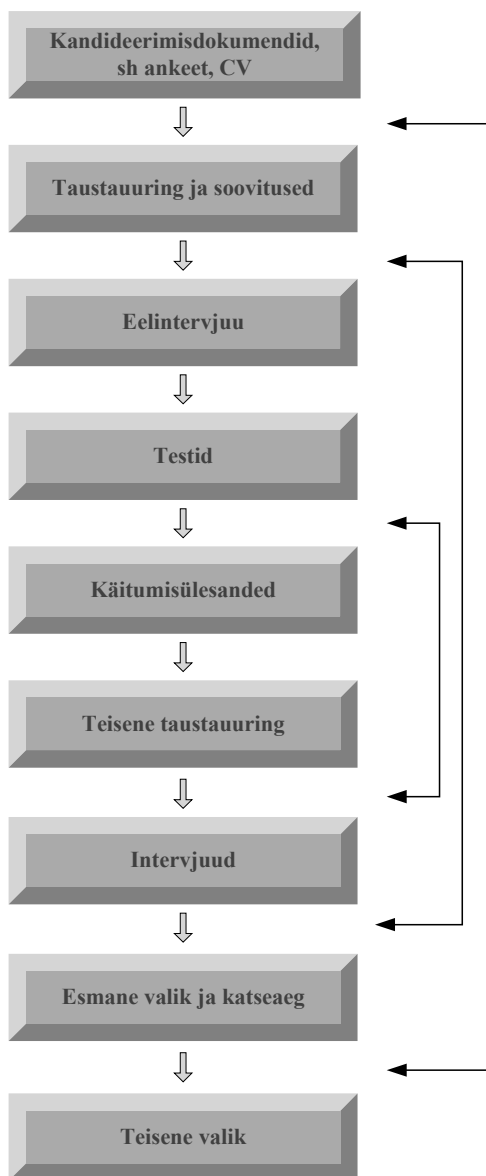 Kandideerimisdokumendid,
sh ankeet, CV
Taustauuring ja soovitused
Eelintervjuu
Testid
Käitumisülesanded
Teisene taustauuring
Intervjuud
Esmane valik ja katseaeg
Teisene valik